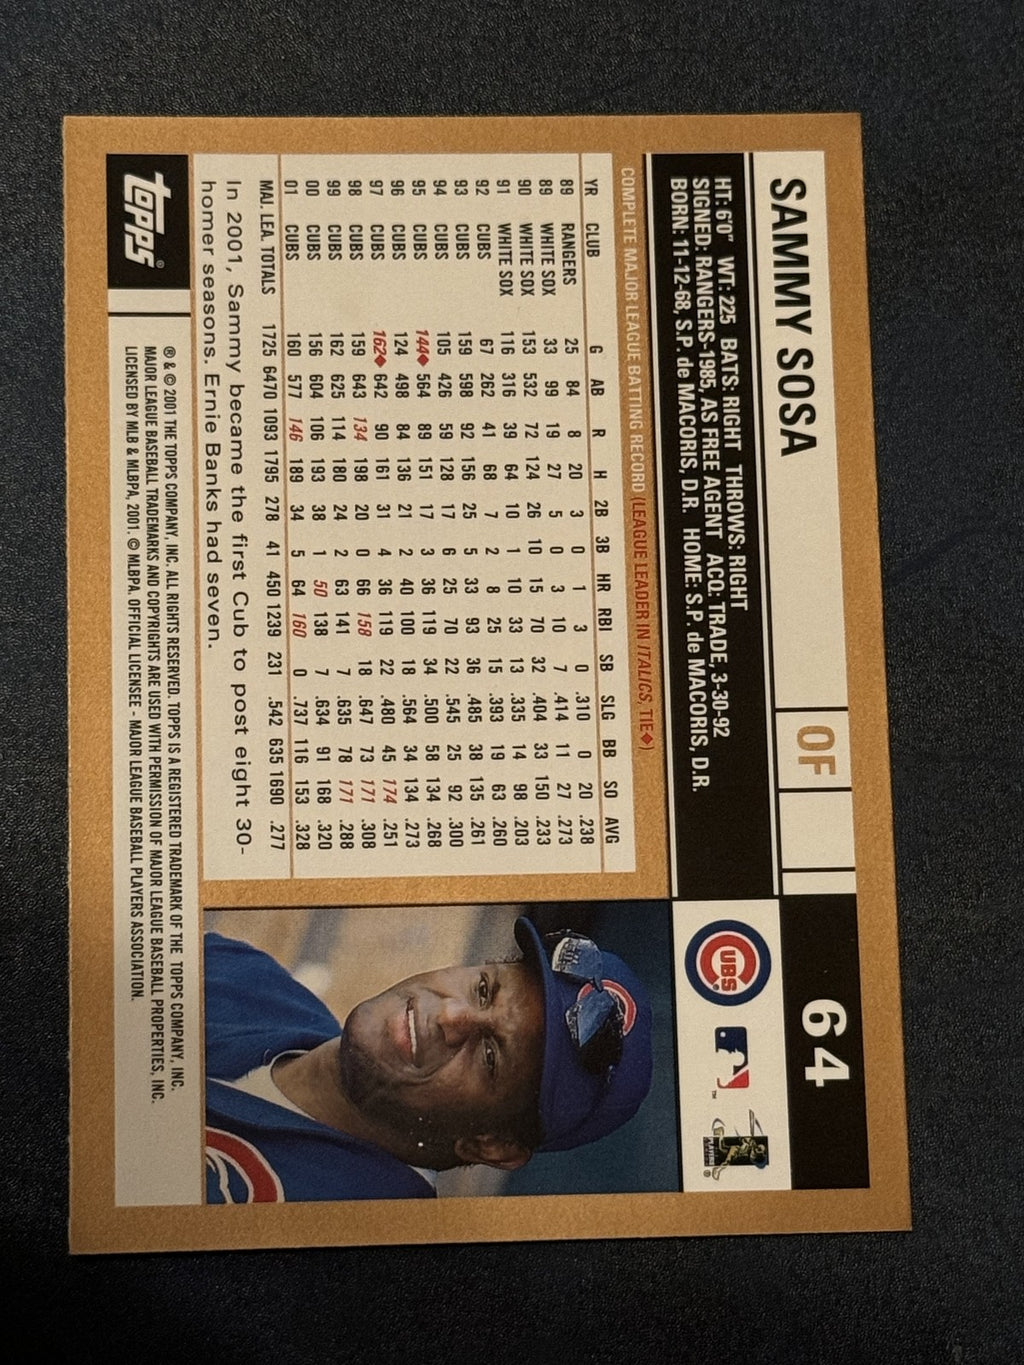 SAMMY SOSA OF 64
HT: 6'0" WT: 225 BATS: RIGHT THROWS: RIGHT
SIGNED: RANGERS-1985, AS FREE AGENT ACQ: TRADE, 3-30-92
BORN: 11-12-68, S.P. de MACORIS, D.R. HOME: S.P. de MACORIS, D.R.
CUBS
COMPLETE MAJOR LEAGUE BATTING RECORD (LEAGUE LEADER IN ITALICS, TIE◆)
YR CLUB G AB R H 2B 3B HR RBI SB SLG BB SO AVG
89 RANGERS 25 84 8 20 3 0 1 3 0 .310 0 20 .238
89 WHITE SOX 33 99 19 27 5 0 3 10 7 .414 11 27 .273
90 WHITE SOX 153 532 72 124 26 10 15 70 32 .404 33 150 .233
91 WHITE SOX 116 316 39 64 10 1 10 33 13 .335 14 98 .203
92 CUBS 67 262 41 68 7 2 8 25 15 .393 19 63 .260
93 CUBS 159 598 92 156 25 5 33 93 36 .485 38 135 .261
94 CUBS 105 426 59 128 17 6 25 70 22 .545 25 92 .300
95 CUBS 144◆ 564 89 151 17 3 36 119 34 .500 58 134 .268
96 CUBS 124 498 84 136 21 2 40 100 18 .564 34 134 .273
97 CUBS 162◆ 642 90 161 31 4 36 119 22 .480 45 174 .251
98 CUBS 159 643 134 198 20 0 66 158 18 .647 73 171 .308
99 CUBS 162 625 114 180 24 2 63 141 7 .635 78 171 .288
00 CUBS 156 604 106 193 38 1 50 138 7 .634 91 168 .320
01 CUBS 160 577 146 189 34 5 64 160 0 .737 116 153 .328
MAJ. LEA. TOTALS 1725 6470 1093 1795 278 41 450 1239 231 .542 635 1690 .277
In 2001, Sammy became the first Cub to post eight 30-
homer seasons. Ernie Banks had seven.
topps®
® & © 2001 THE TOPPS COMPANY, INC. ALL RIGHTS RESERVED. TOPPS IS A REGISTERED TRADEMARK OF THE TOPPS COMPANY, INC.
MAJOR LEAGUE BASEBALL TRADEMARKS AND COPYRIGHTS ARE USED WITH PERMISSION OF MAJOR LEAGUE BASEBALL PROPERTIES, INC.
LICENSED BY MLB & MLBPA, 2001. © MLBPA. OFFICIAL LICENSEE - MAJOR LEAGUE BASEBALL PLAYERS ASSOCIATION.